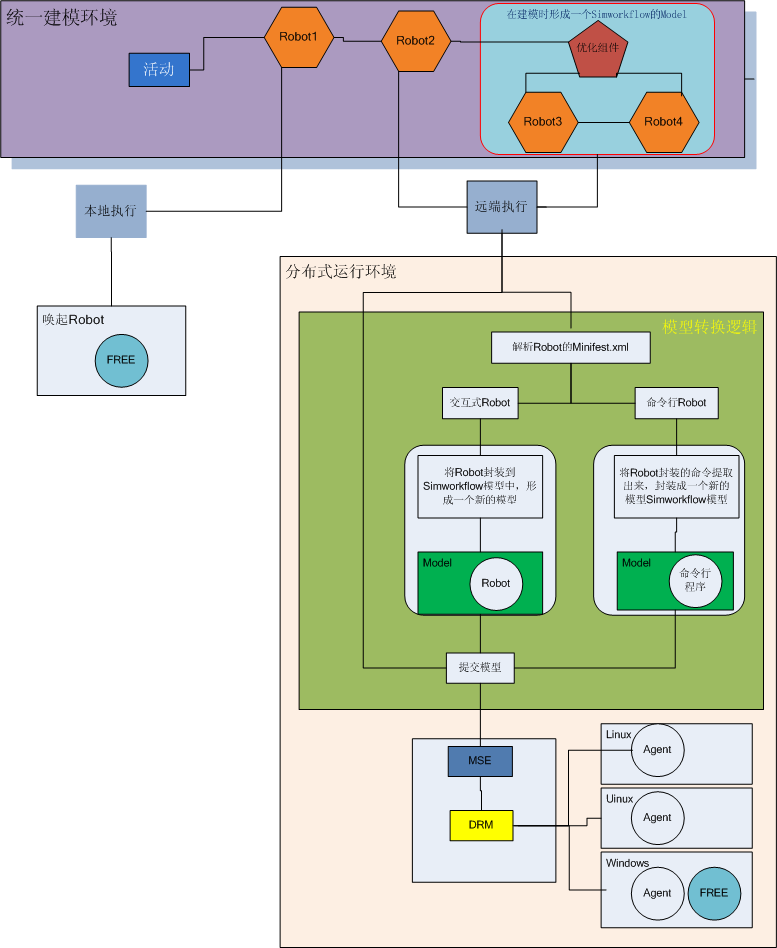 统一建模环境
在建模时形成一个Simworkflow的Model
Robot1
Robot2
优化组件
活动
Robot3
Robot4
本地执行
远端执行
分布式运行环境
唤起Robot
FREE
模型转换逻辑
解析Robot的Minifest.xml
交互式Robot
命令行Robot
将Robot封装到
Simworkflow模型中，形
成一个新的模型
将Robot封装的命令提取
出来，封装成一个新的
模型Simworkflow模型
Model
Robot
Model
命令行
程序
提交模型
MSE
DRM
Linux
Agent
Uinux
Agent
Windows
Agent
FREE